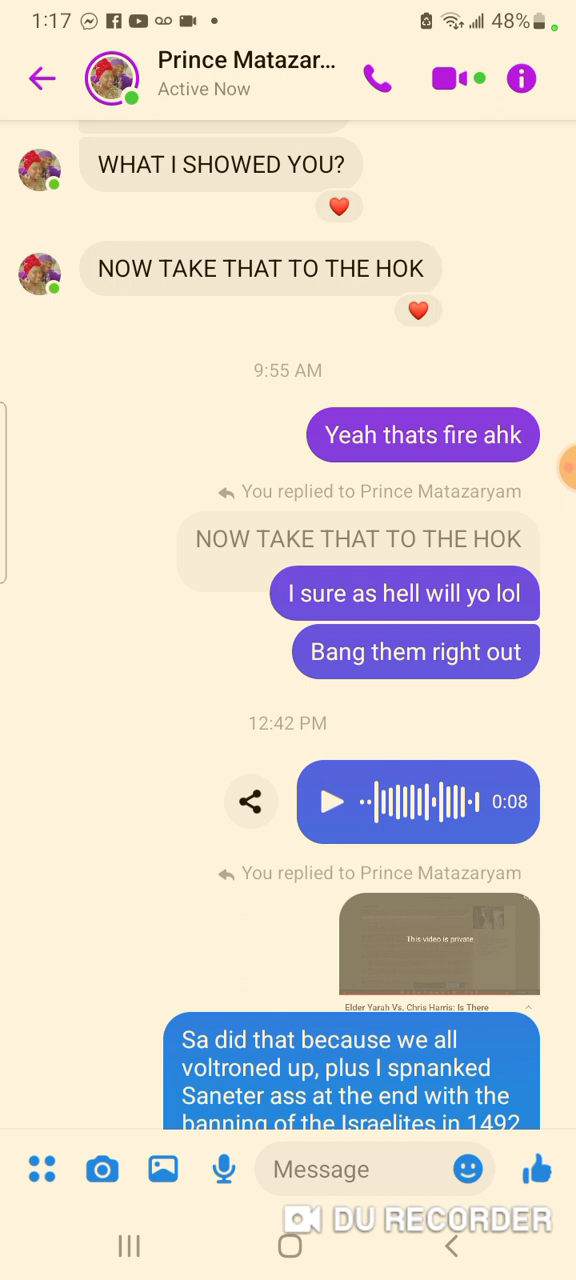 1:17
48%
Prince Matazar...
Active Now
WHAT I SHOWED YOU?
NOW TAKE THAT TO THE HOK
9:55 AM
Yeah thats fire ahk
You replied to Prince Matazaryam
NOW TAKE THAT TO THE HOK
I sure as hell will yo lol
Bang them right out
12:42 PM
0:08
You replied to Prince Matazaryam
This video is private
Elder Yarah Vs. Chris Harris: Is There
Sa did that because we all
voltroned up, plus I spnanked
Saneter ass at the end with the
banning of the Israelites in 1492
Message
DU RECORDER